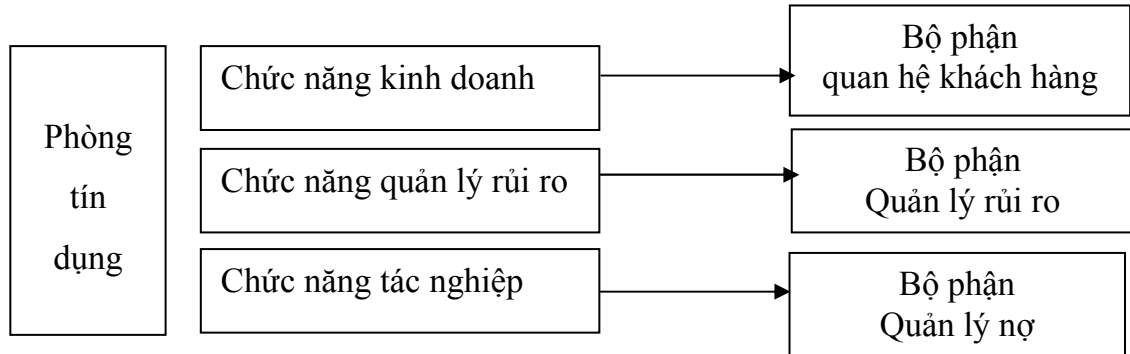 Phòng
tín
dụng
Chức năng kinh doanh
Bộ phận
quan hệ khách hàng
Chức năng quản lý rủi ro
Bộ phận
Quản lý rủi ro
Chức năng tác nghiệp
Bộ phận
Quản lý nợ